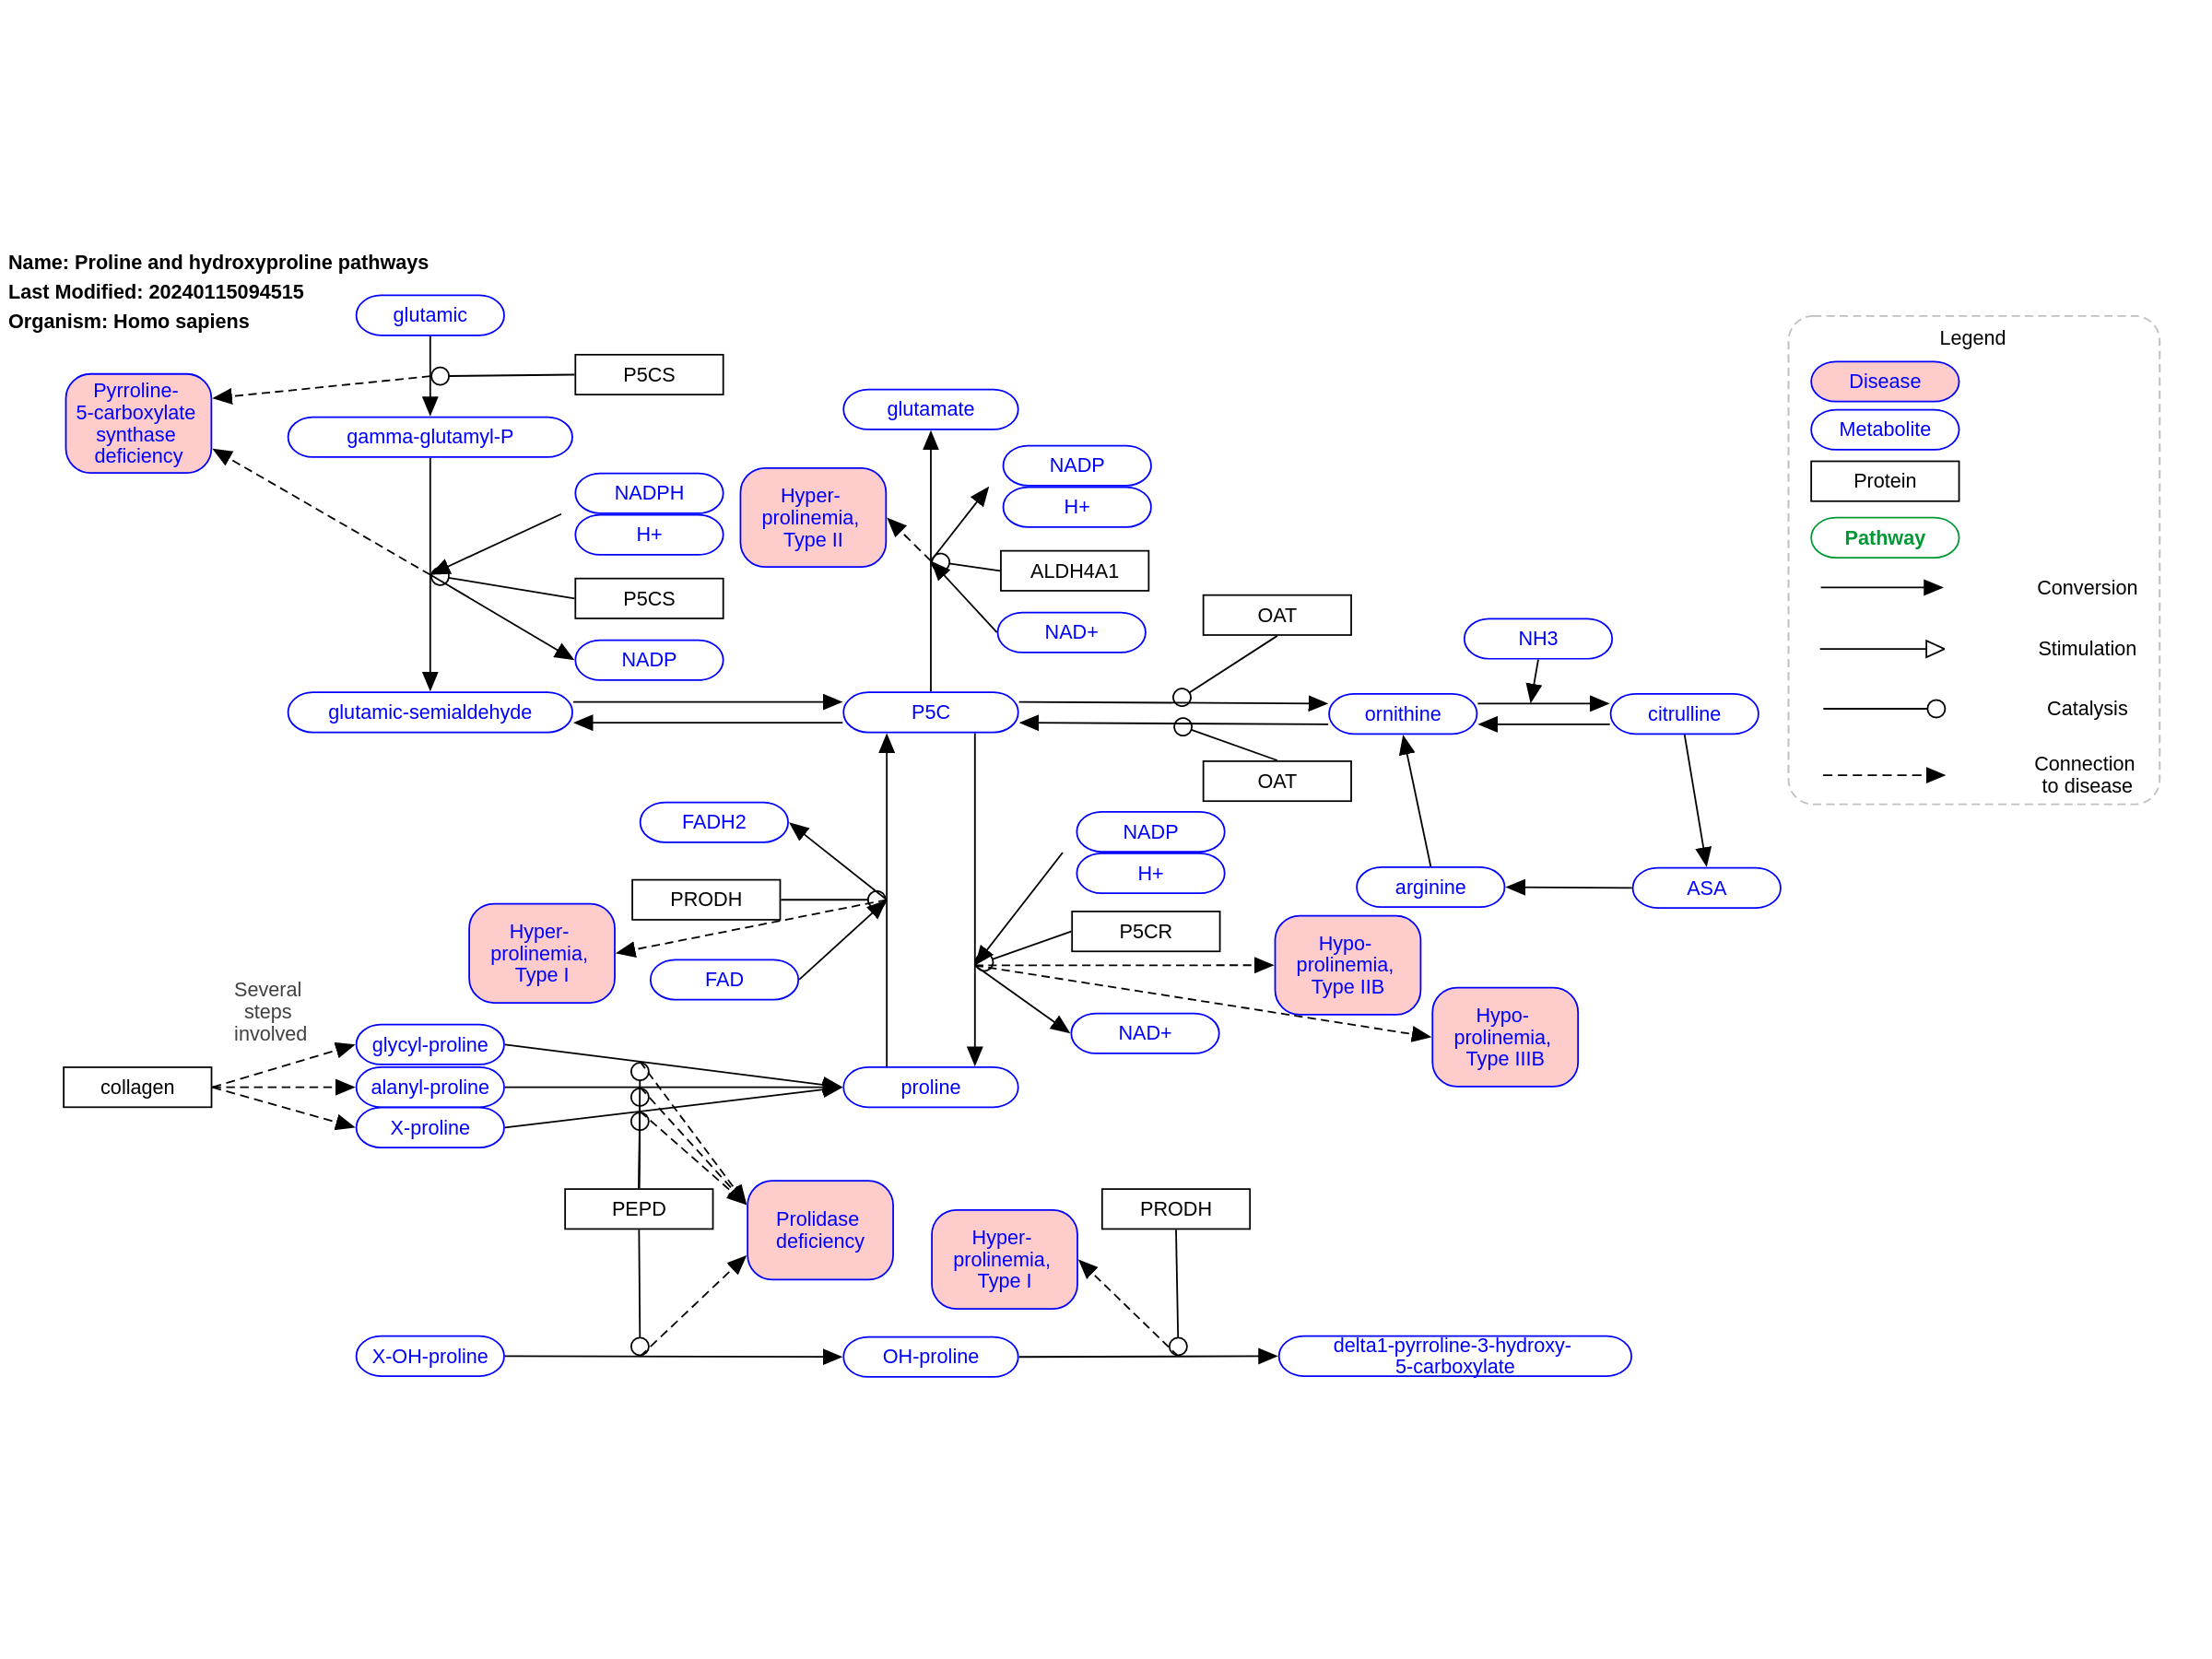 Name: Proline and hydroxyproline pathways
Last Modified: 20240115094515
Organism: Homo sapiens
glutamic
P5CS
Pyrroline-
5-carboxylate
synthase
deficiency
gamma-glutamyl-P
NADPH
H+
P5CS
NADP
glutamic-semialdehyde
glutamate
Hyper-
prolinemia,
Type II
NADP
H+
ALDH4A1
NAD+
P5C
OAT
OAT
NH3
ornithine
citrulline
arginine
ASA
FADH2
PRODH
Hyper-
prolinemia,
Type I
FAD
NADP
H+
P5CR
NAD+
Hypo-
prolinemia,
Type IIB
Hypo-
prolinemia,
Type IIIB
Several
steps
involved
collagen
glycyl-proline
alanyl-proline
X-proline
proline
PEPD
Prolidase
deficiency
Hyper-
prolinemia,
Type I
PRODH
X-OH-proline
OH-proline
delta1-pyrroline-3-hydroxy-
5-carboxylate
Legend
Disease
Metabolite
Protein
Pathway
Conversion
Stimulation
Catalysis
Connection
to disease